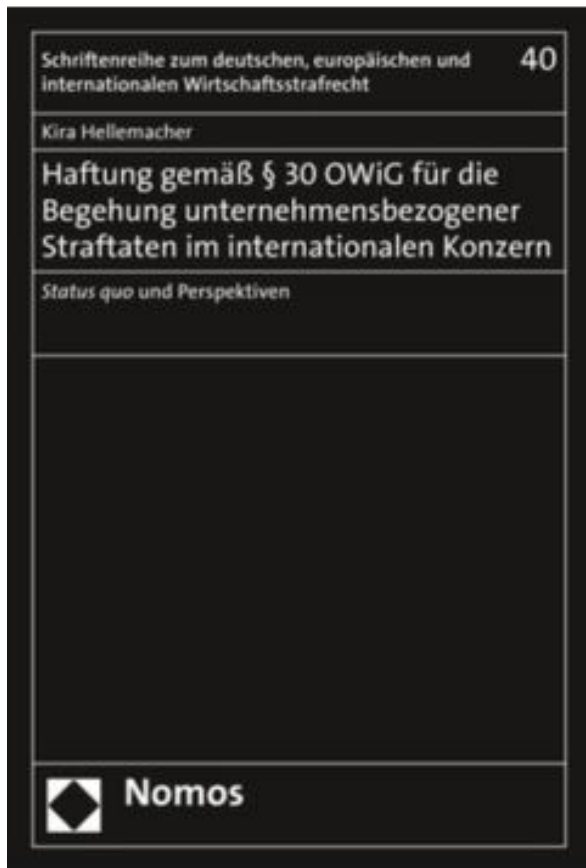 Schriftenreihe zum deutschen, europäischen und
internationalen Wirtschaftsstrafrecht
40
Kira Hellemacher
Haftung gemäß § 30 OWiG für die
Begehung unternehmensbezogener
Straftaten im internationalen Konzern
Status quo und Perspektiven
Nomos